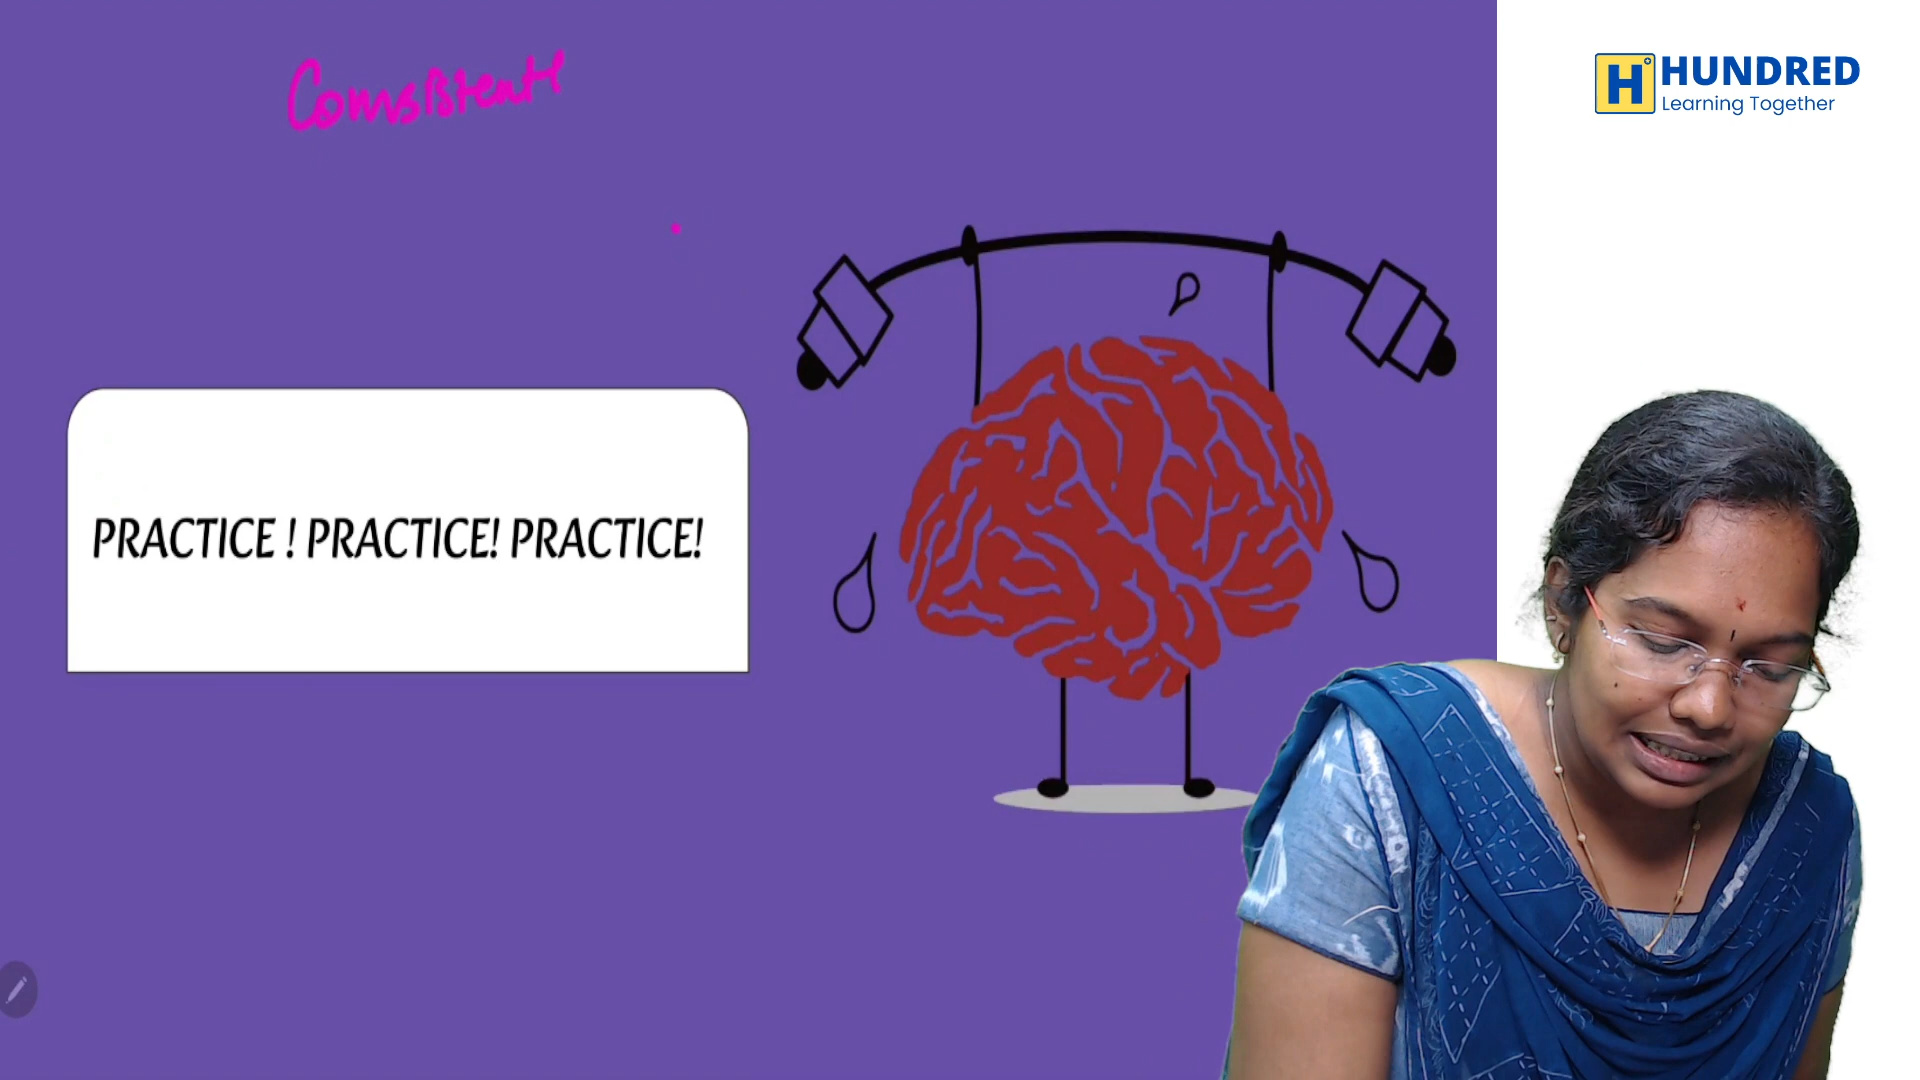 Consistent
H HUNDRED
Learning Together
PRACTICE ! PRACTICE! PRACTICE!